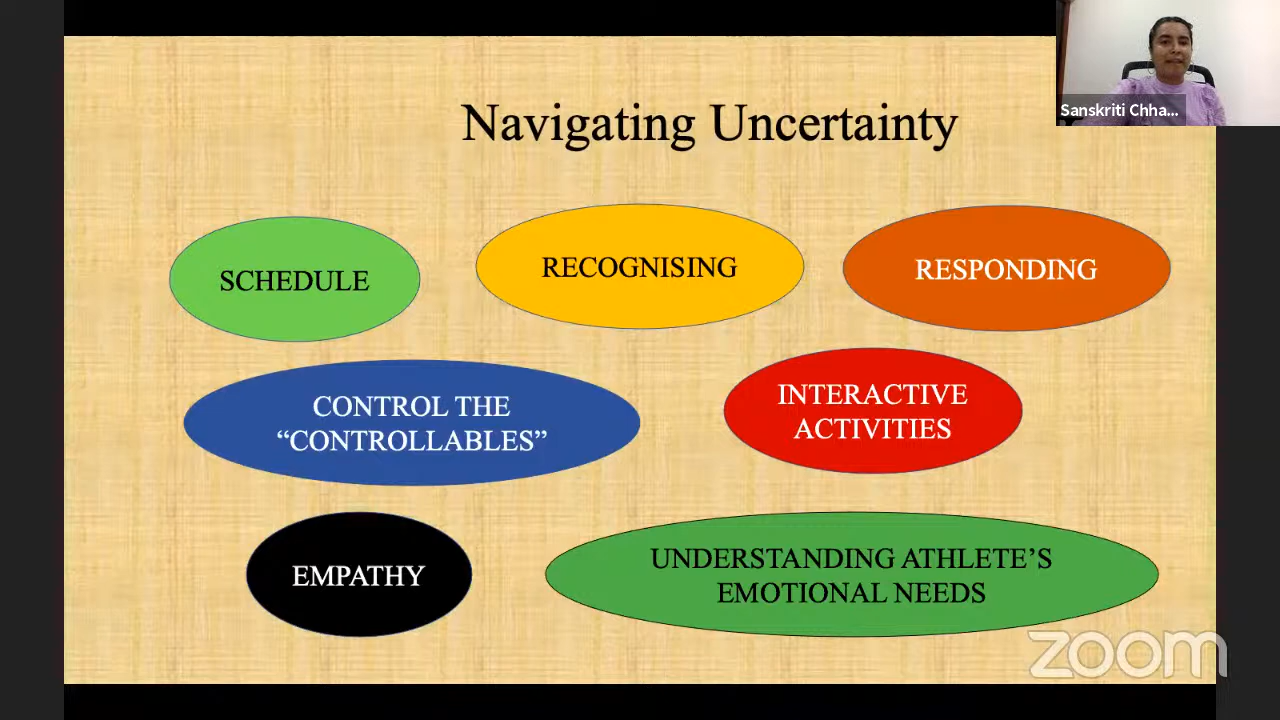 Navigating Uncertainty
Sanskriti Chha...
SCHEDULE
RECOGNISING
RESPONDING
CONTROL THE
“CONTROLLABLES”
INTERACTIVE
ACTIVITIES
EMPATHY
UNDERSTANDING ATHLETE’S
EMOTIONAL NEEDS
zoom